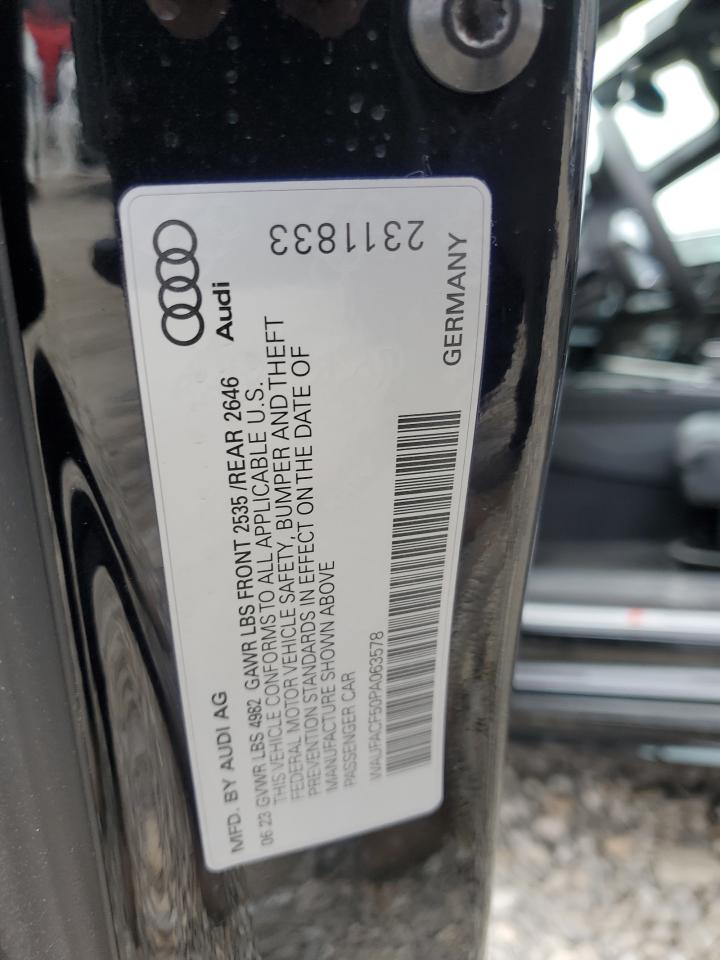 MFD. BY AUDI AG
Audi
06.23 GVWR LBS 4982 GAWR LBS FRONT 2535 /REAR 2646
THIS VEHICLE CONFORMS TO ALL APPLICABLE U.S.
FEDERAL MOTOR VEHICLE SAFETY, BUMPER AND THEFT
PREVENTION STANDARDS IN EFFECT ON THE DATE OF
MANUFACTURE SHOWN ABOVE
PASSENGER CAR
WAUFACF50PA063578
GERMANY
2311833